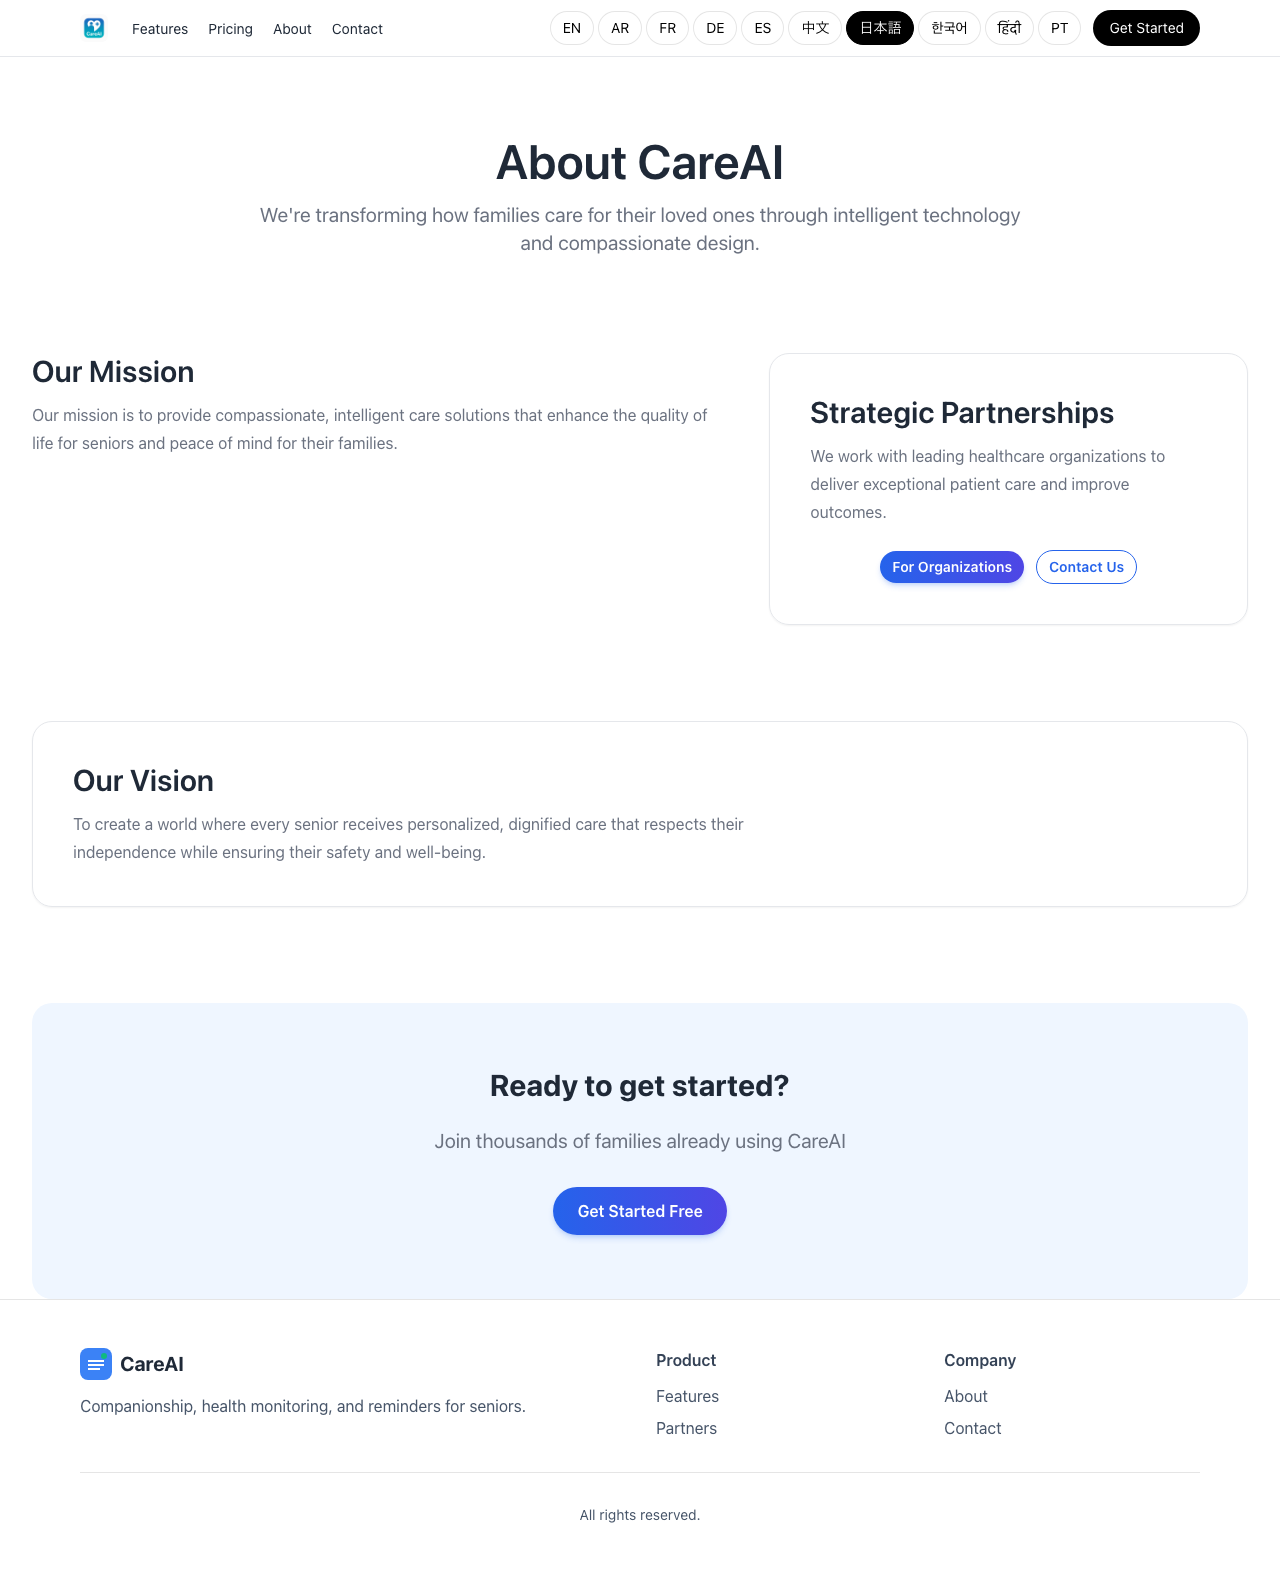 CareAI
Features
Pricing
About
Contact
EN
AR
FR
DE
ES
中文
日本語
한국어
हिंदी
PT
Get Started
About CareAI
We're transforming how families care for their loved ones through intelligent technology
and compassionate design.
Our Mission
Our mission is to provide compassionate, intelligent care solutions that enhance the quality of
life for seniors and peace of mind for their families.
Strategic Partnerships
We work with leading healthcare organizations to
deliver exceptional patient care and improve
outcomes.
For Organizations
Contact Us
Our Vision
To create a world where every senior receives personalized, dignified care that respects their
independence while ensuring their safety and well-being.
Ready to get started?
Join thousands of families already using CareAI
Get Started Free
CareAI
Companionship, health monitoring, and reminders for seniors.
Product
Features
Partners
Company
About
Contact
All rights reserved.